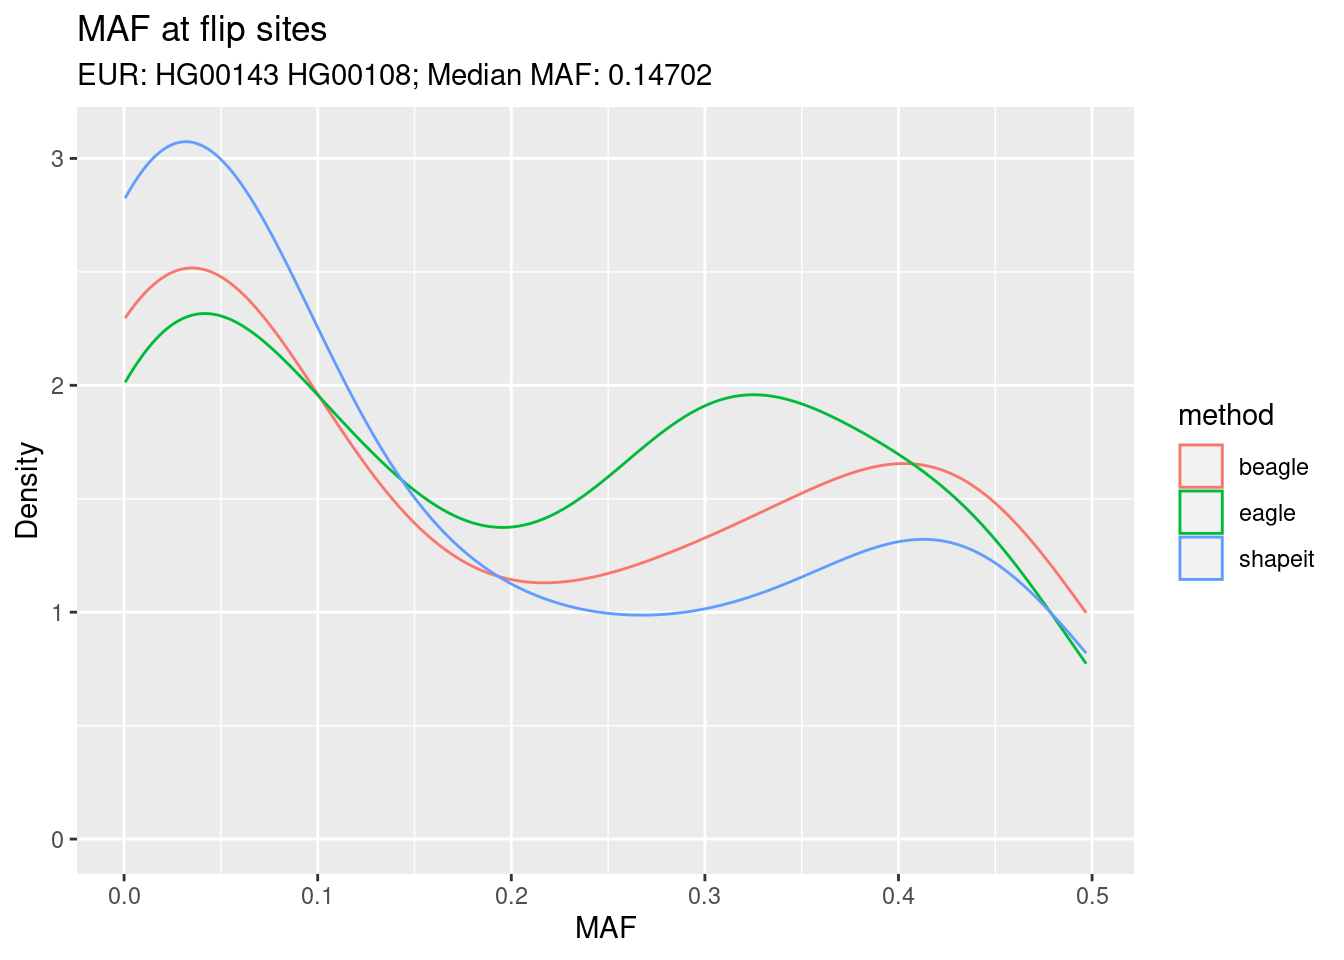 MAF at flip sites
EUR: HG00143 HG00108; Median MAF: 0.14702
Density
3
2
1
0
0.0 0.1 0.2 0.3 0.4 0.5
MAF
method
beagle
eagle
shapeit